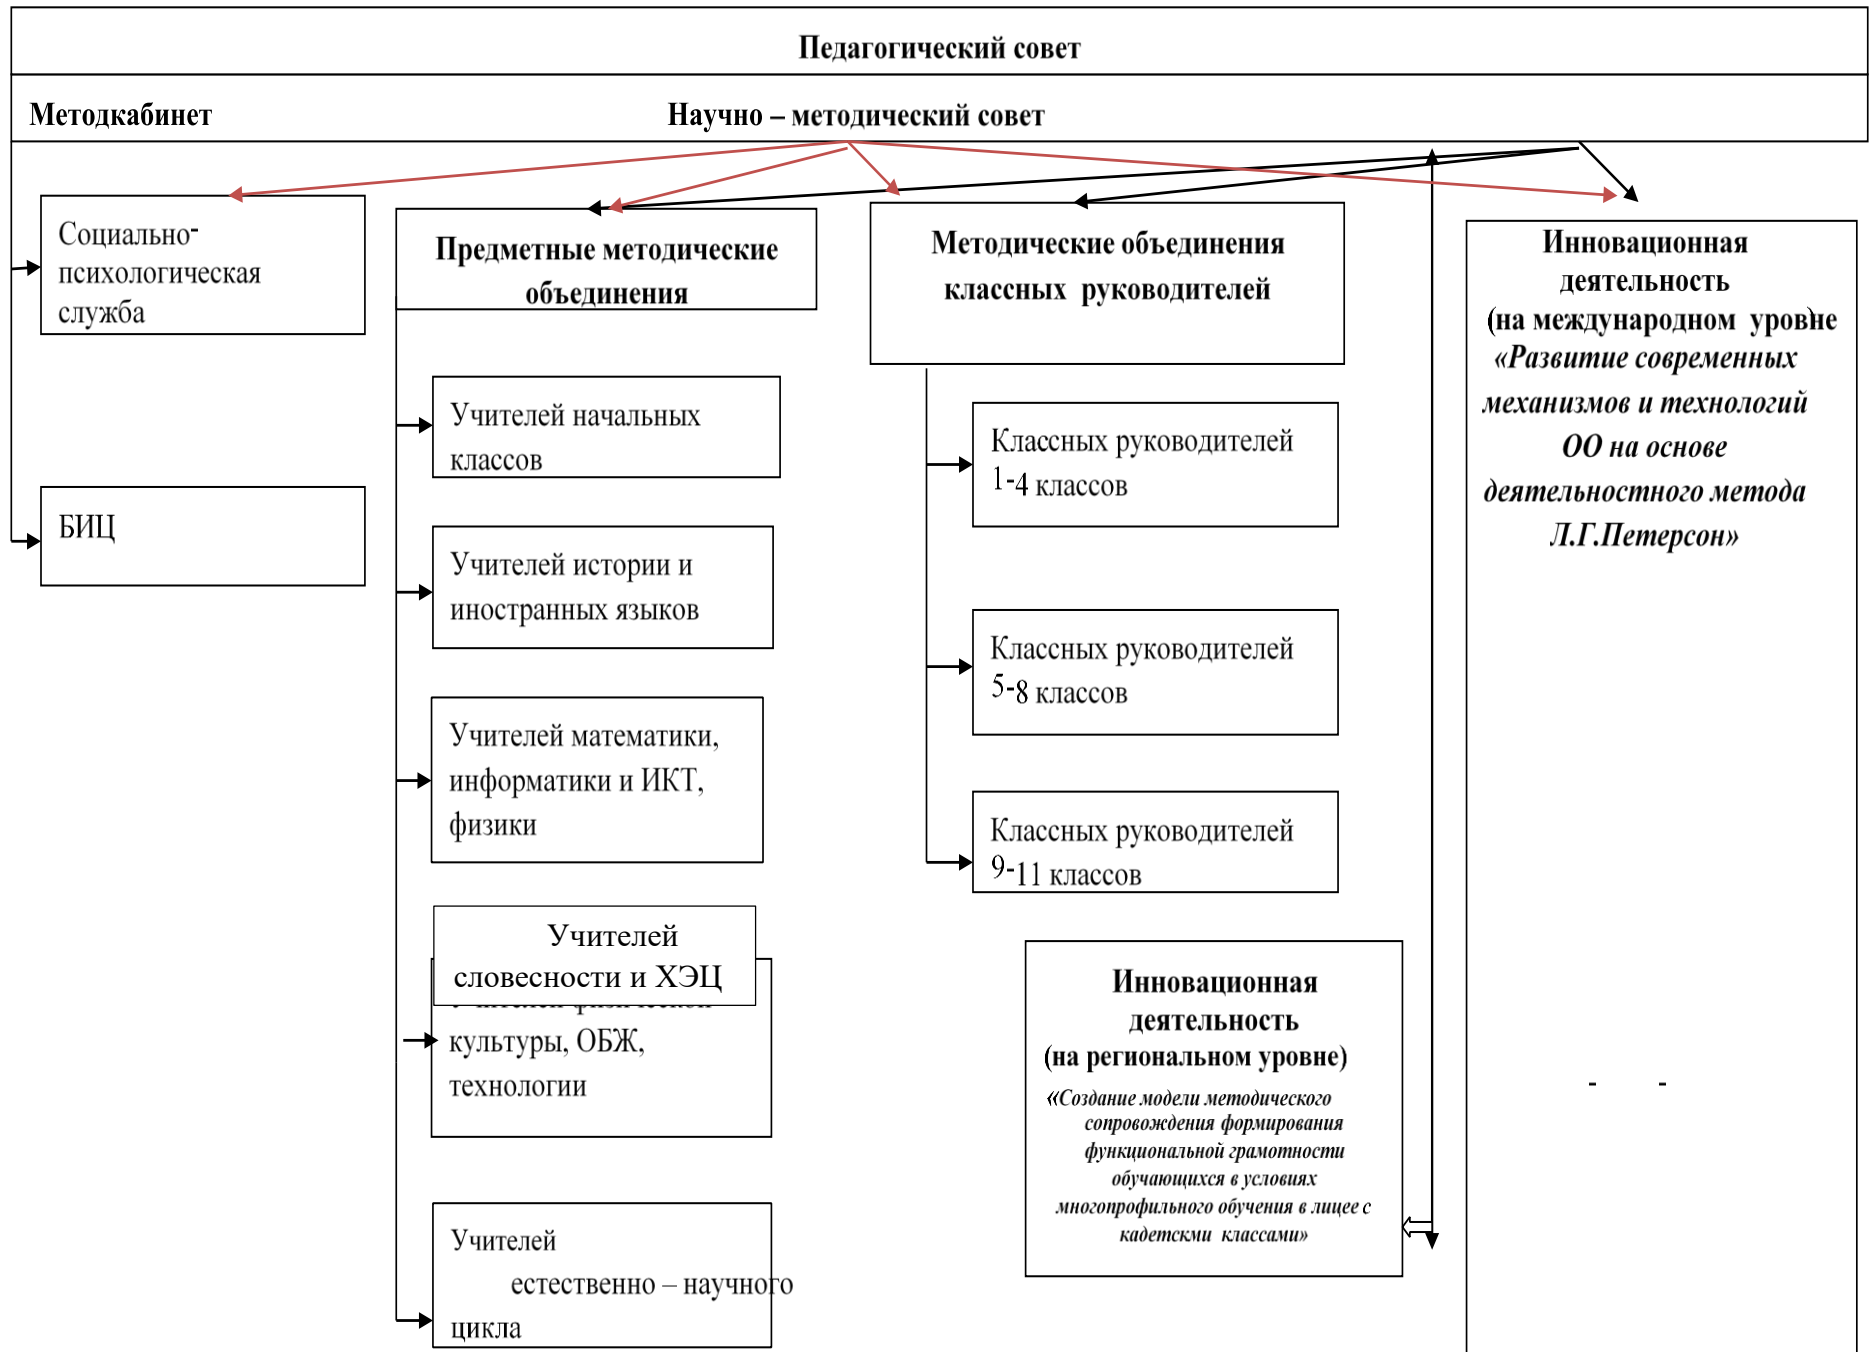 Педагогический совет
Методкабинет Научно – методический совет
Социально-
психологическая
служба
БИЦ
Предметные методические
объединения
Учителей начальных
классов
Учителей истории и
иностранных языков
Учителей математики,
информатики и ИКТ,
физики
Учителей
словесности и ХЭЦ
культуры, ОБЖ,
технологии
Учителей
естественно – научного
цикла
Методические объединения
классных руководителей
Классных руководителей
1-4 классов
Классных руководителей
5-8 классов
Классных руководителей
9-11 классов
Инновационная
деятельность
(на региональном уровне)
«Создание модели методического
сопровождения формирования
функциональной грамотности
обучающихся в условиях
многопрофильного обучения в лицее с
кадетскми классами»
Инновационная
деятельность
(на международном уровне)
«Развитие современных
механизмов и технологий
ОО на основе
деятельностного метода
Л.Г.Петерсон»
- -